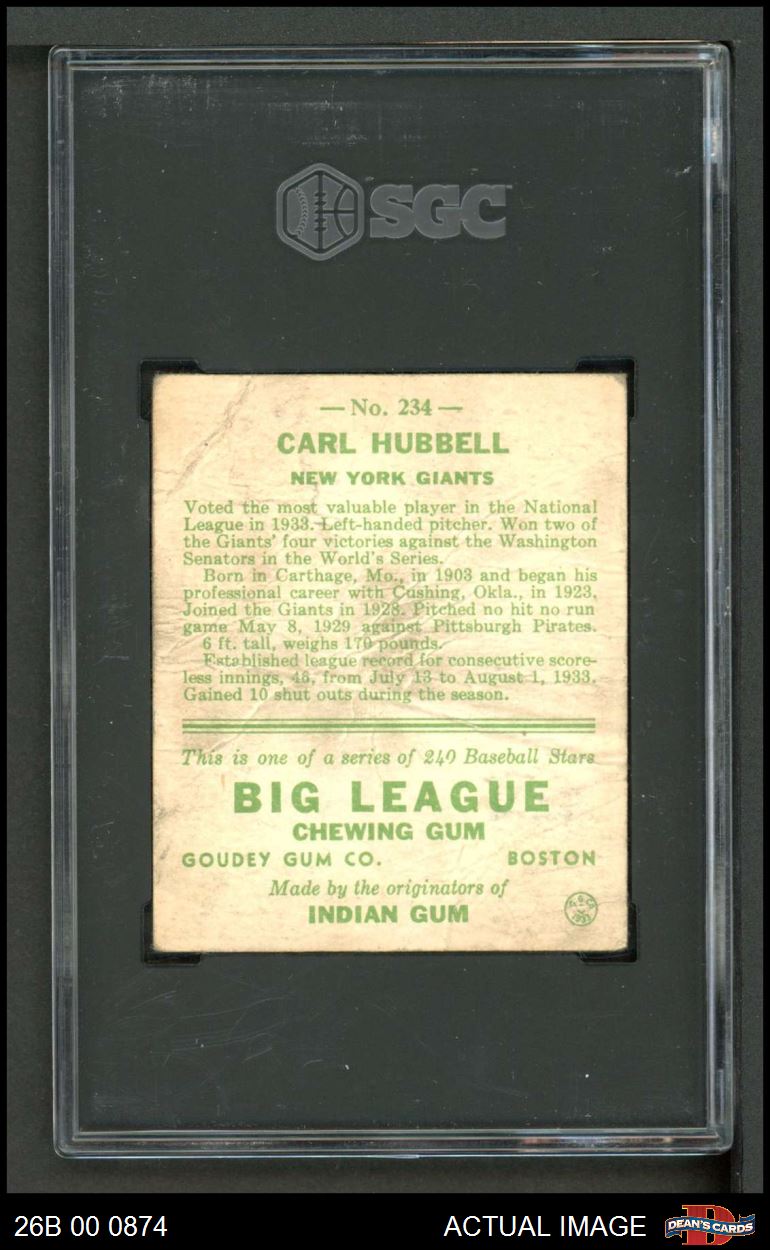 SGC
— No. 234 —
CARL HUBBELL
NEW YORK GIANTS
Voted the most valuable player in the National
League in 1933. Left-handed pitcher. Won two of
the Giants' four victories against the Washington
Senators in the World's Series.
Born in Carthage, Mo., in 1903 and began his
professional career with Cushing, Okla., in 1923.
Joined the Giants in 1928. Pitched no hit no run
game May 8, 1929 against Pittsburgh Pirates.
6 ft. tall, weighs 170 pounds.
Established league record for consecutive score-
less innings, 46, from July 13 to August 1, 1933.
Gained 10 shut outs during the season.
This is one of a series of 240 Baseball Stars
BIG LEAGUE
CHEWING GUM
GOUDEY GUM CO. BOSTON
Made by the originators of
INDIAN GUM
1933
26B 00 0874
ACTUAL IMAGE
DEAN'S CARDS